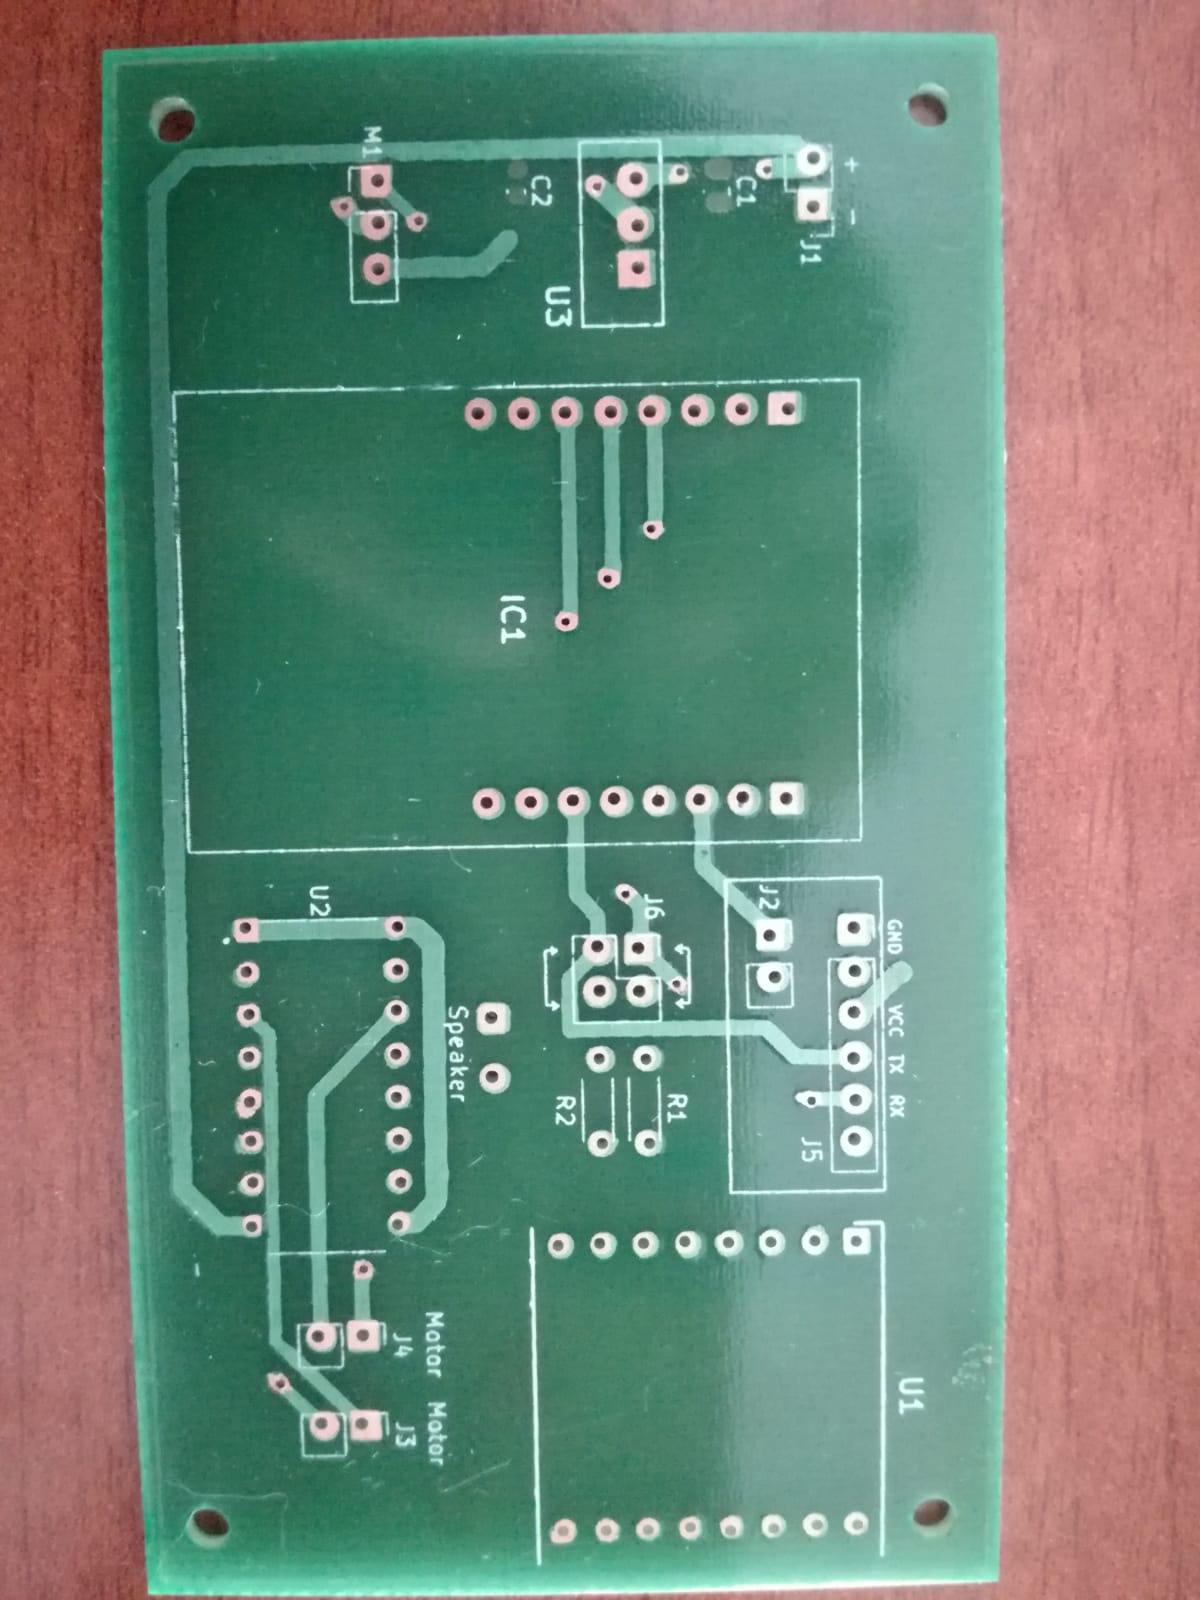 M1
C2
C1
+
-
J1
U3
IC1
U2
J6
J2
GND
VCC
TX
RX
J5
Speaker
R2
R1
Motor
J4
Motor
J3
U1